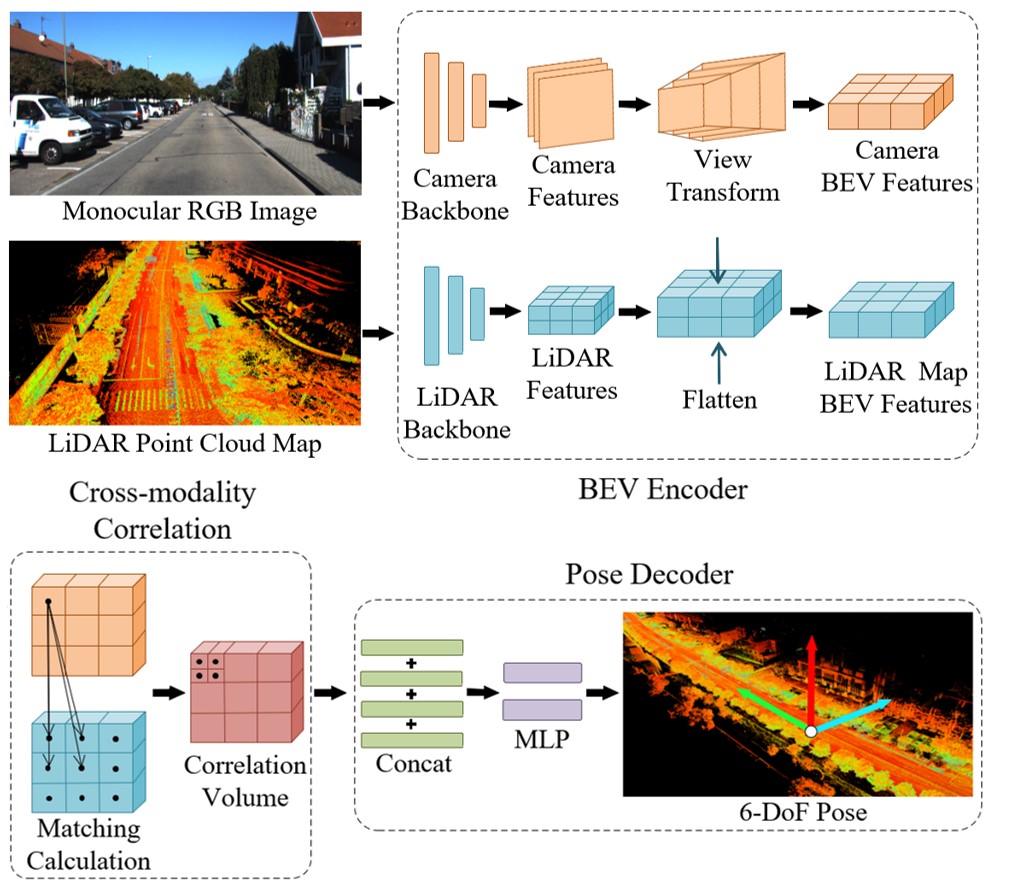 Monocular RGB Image
Camera
Backbone
Camera
Features
View
Transform
Camera
BEV Features
LiDAR Point Cloud Map
LiDAR
Backbone
LiDAR
Features
Flatten
LiDAR Map
BEV Features
BEV Encoder
Cross-modality
Correlation
Matching
Calculation
Correlation
Volume
Pose Decoder
+
+
+
Concat
MLP
6-DoF Pose